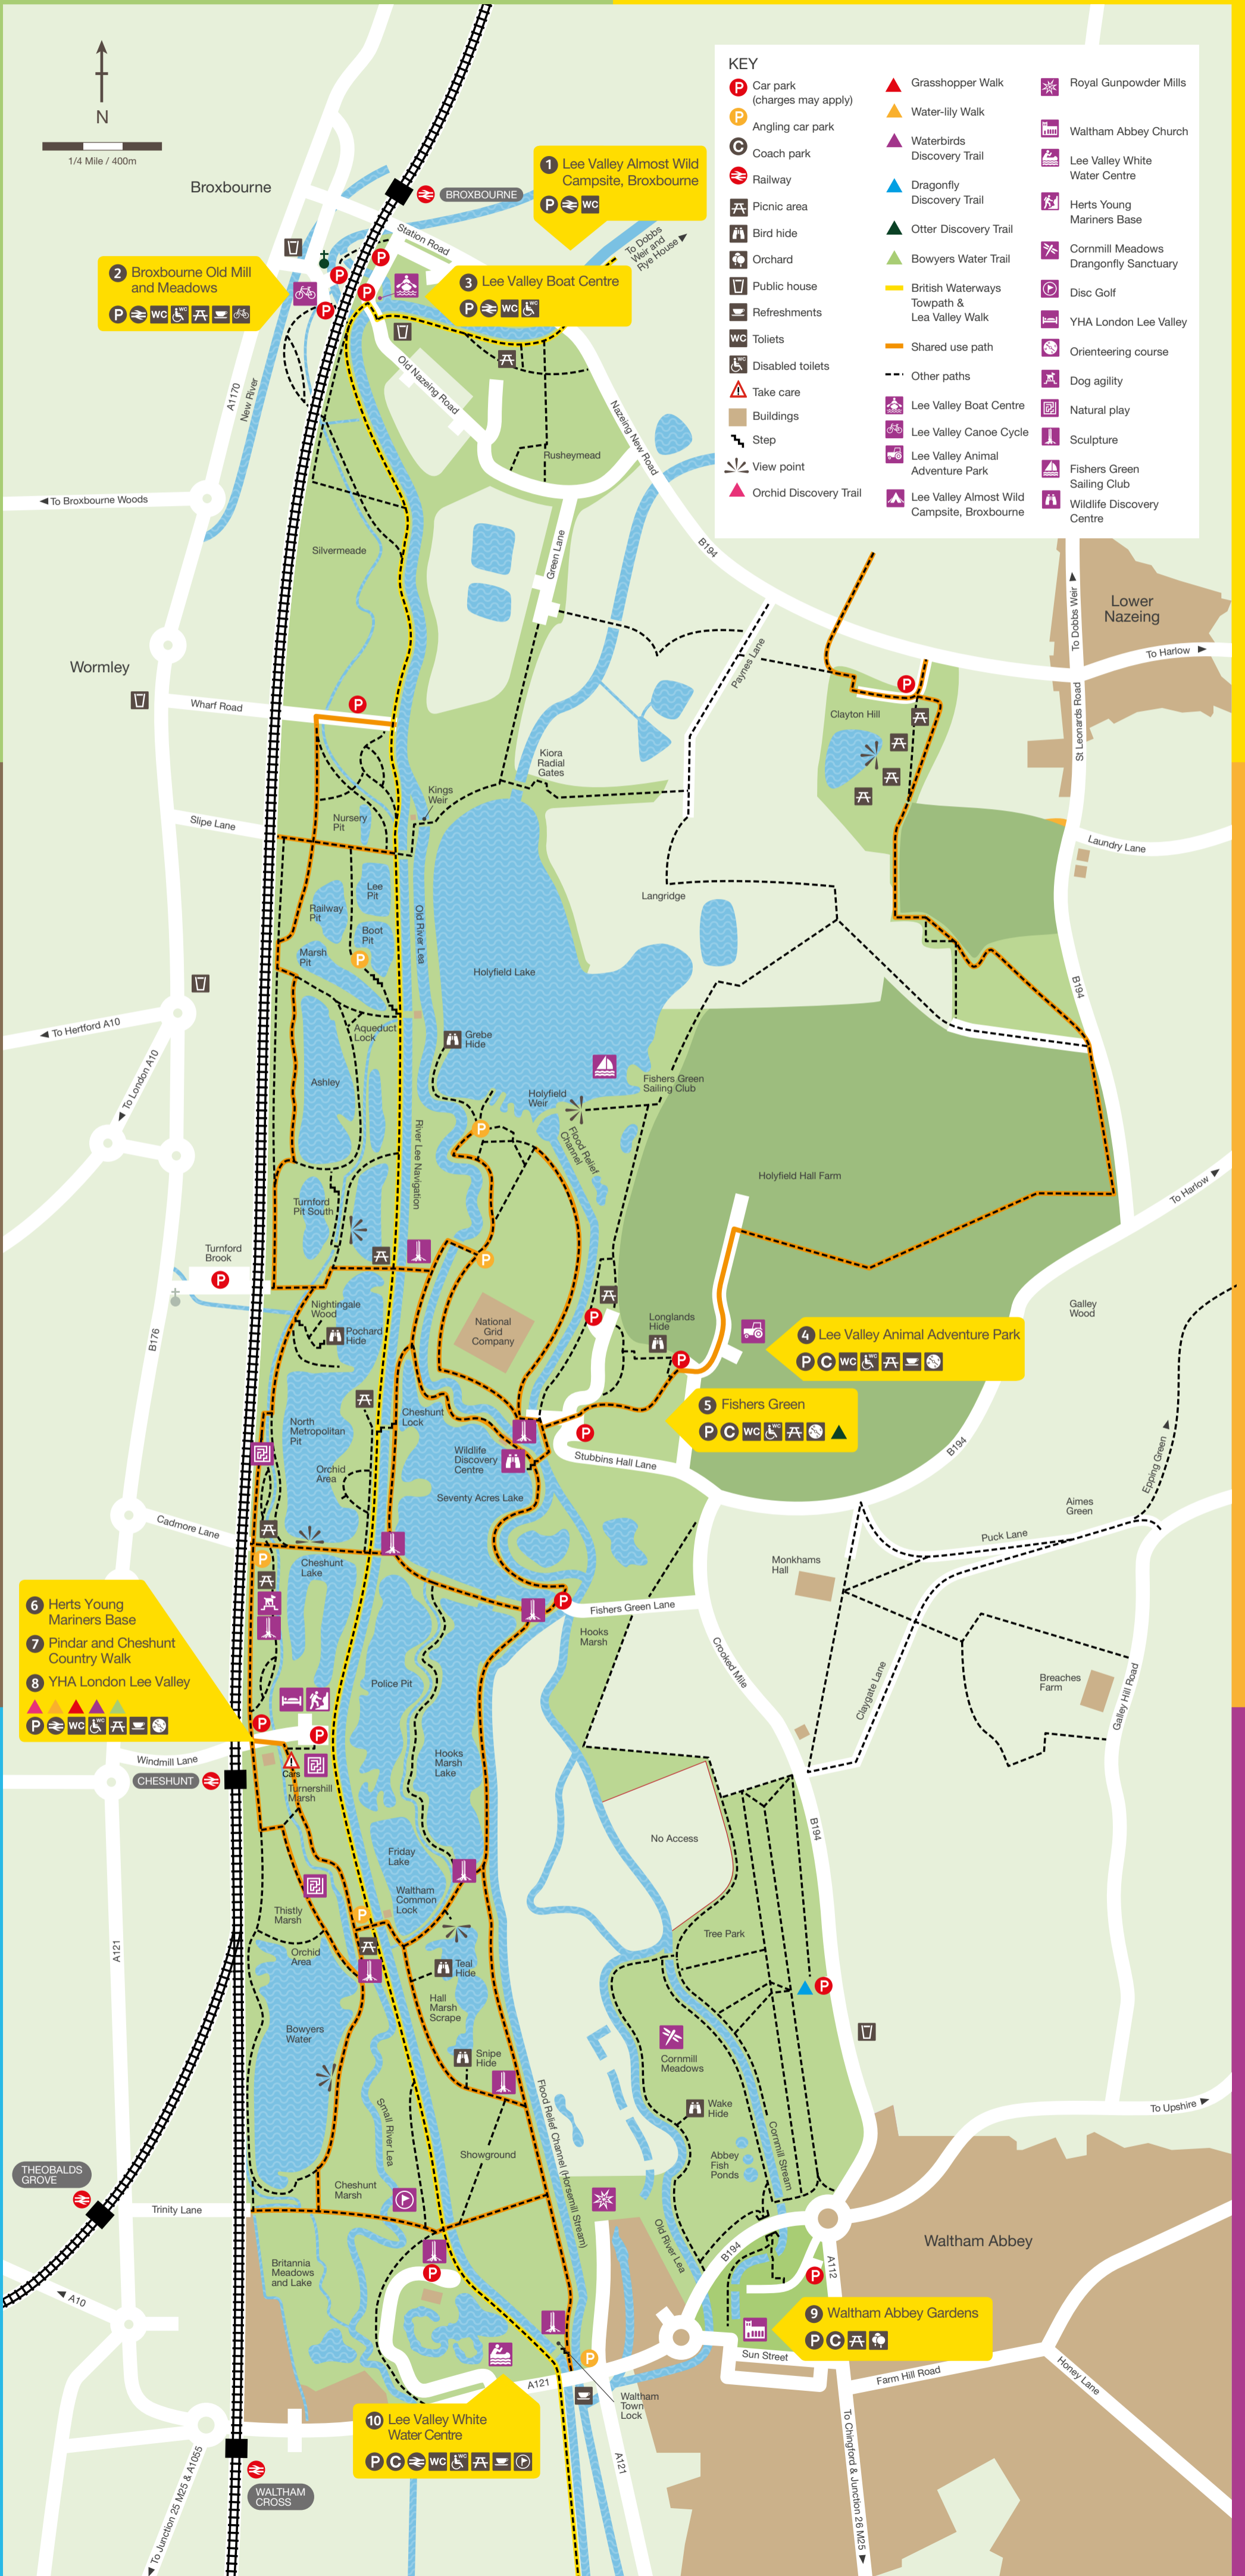 KEY
P Car park
(charges may apply)
P Angling car park
C Coach park
Railway
Picnic area
Bird hide
Orchard
Public house
Refreshments
WC Toliets
WC Disabled toilets
Take care
Buildings
Step
View point
Orchid Discovery Trail
Grasshopper Walk
Water-lily Walk
Waterbirds
Discovery Trail
Dragonfly
Discovery Trail
Otter Discovery Trail
Bowyers Water Trail
British Waterways
Towpath &
Lea Valley Walk
Shared use path
Other paths
Lee Valley Boat Centre
Lee Valley Canoe Cycle
Lee Valley Animal
Adventure Park
Lee Valley Almost Wild
Campsite, Broxbourne
Royal Gunpowder Mills
Waltham Abbey Church
Lee Valley White
Water Centre
Herts Young
Mariners Base
Cornmill Meadows
Drangonfly Sanctuary
Disc Golf
YHA London Lee Valley
Orienteering course
Dog agility
Natural play
Sculpture
Fishers Green
Sailing Club
Wildlife Discovery
Centre
N
1/4 Mile / 400m
Broxbourne
BROXBOURNE
1 Lee Valley Almost Wild
Campsite, Broxbourne
P WC
Station Road
To Dobbs
Weir and
Rye House
2 Broxbourne Old Mill
and Meadows
P WC WC
3 Lee Valley Boat Centre
P WC WC
P
P
P
P
A1170
New River
Old Nazeing Road
Nazeing New Road
Rusheymead
To Broxbourne Woods
Silvermeade
Green Lane
B194
Lower
Nazeing
To Dobbs Weir
To Harlow
St Leonards Road
Paynes Lane
Wormley
Wharf Road
P
P
Clayton Hill
Kiora
Radial
Gates
Kings
Weir
Nursery
Pit
Slipe Lane
Laundry Lane
Lee
Pit
Railway
Pit
Boot
Pit
Marsh
Pit
P
Old River Lea
Langridge
Holyfield Lake
B194
To Hertford A10
To London A10
Aqueduct
Lock
Grebe
Hide
Ashley
Fishers Green
Sailing Club
Holyfield
Weir
Flood Relief
Channel
P
River Lee Navigation
Holyfield Hall Farm
To Harlow
Turnford
Pit South
Turnford
Brook
P
P
B176
Nightingale
Wood
Pochard
Hide
National
Grid
Company
P
Longlands
Hide
P
Galley
Wood
4 Lee Valley Animal Adventure Park
P C WC WC
5 Fishers Green
P C WC WC
North
Metropolitan
Pit
Cheshunt
Lock
Wildlife
Discovery
Centre
P
Stubbins Hall Lane
B194
Orchid
Area
Seventy Acres Lake
Epping Green
Aimes
Green
Puck Lane
Cadmore Lane
P
Cheshunt
Lake
Monkhams
Hall
6 Herts Young
Mariners Base
7 Pindar and Cheshunt
Country Walk
8 YHA London Lee Valley
P WC WC
P
Fishers Green Lane
Hooks
Marsh
Crooked Mile
Claygate Lane
Breaches
Farm
Galley Hill Road
Police Pit
P
P
Windmill Lane
CHESHUNT
Cars
Turnershill
Marsh
Hooks
Marsh
Lake
No Access
B194
Friday
Lake
Waltham
Common
Lock
Thistly
Marsh
P
A121
Orchid
Area
Tree Park
Teal
Hide
Hall
Marsh
Scrape
P
Bowyers
Water
Snipe
Hide
Cornmill
Meadows
Wake
Hide
Small River Lea
Flood Relief Channel (Horsemill Stream)
Showground
Abbey
Fish
Ponds
Cornmill Stream
To Upshire
THEOBALDS
GROVE
Trinity Lane
Cheshunt
Marsh
Old River Lea
B194
Waltham Abbey
A112
Britannia
Meadows
and Lake
P
P
A10
9 Waltham Abbey Gardens
P C
P
Sun Street
Farm Hill Road
Honey Lane
A121
Waltham
Town
Lock
10 Lee Valley White
Water Centre
P C WC WC
To Junction 25 M25 & A1055
WALTHAM
CROSS
A121
To Chingford & Junction 26 M25